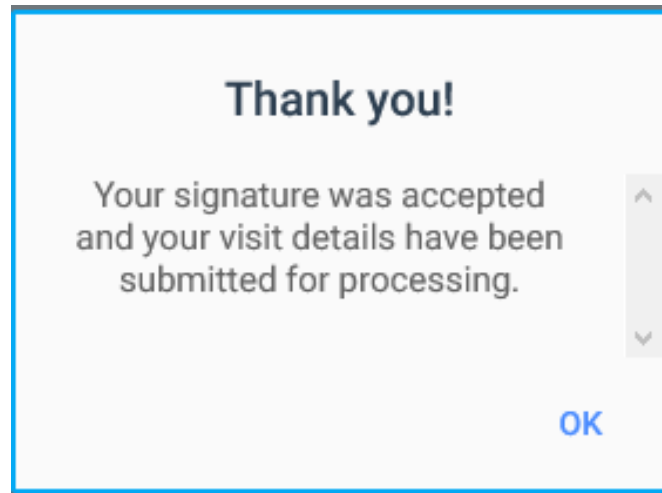 Thank you!
Your signature was accepted
and your visit details have been
submitted for processing.
OK